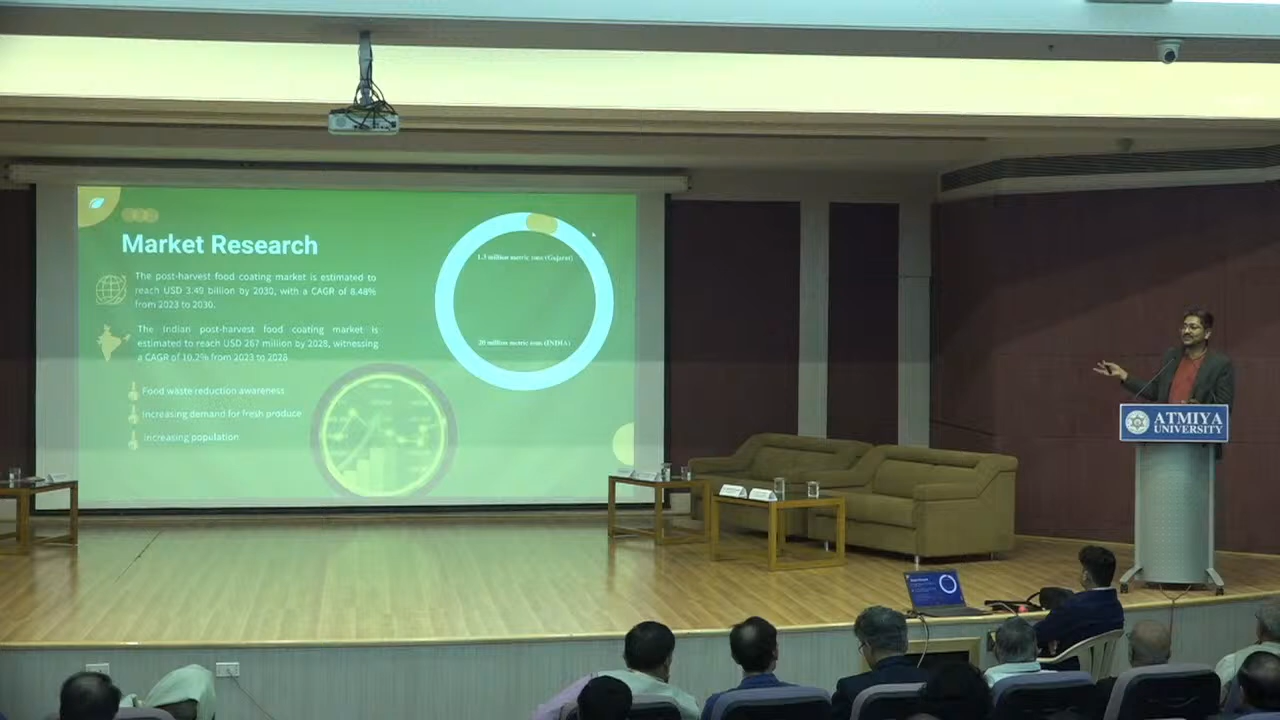 Market Research
The post-harvest food coating market is estimated to
reach USD 3.49 billion by 2030, with a CAGR of 8.48%
from 2023 to 2030.
The Indian post-harvest food coating market is
estimated to reach USD 267 million by 2028, witnessing
a CAGR of 10.2% from 2023 to 2028
Food waste reduction awareness
Increasing demand for fresh produce
Increasing population
1.3 million metric tons (Gujarat)
20 million metric tons (INDIA)
ATMIYA
UNIVERSITY